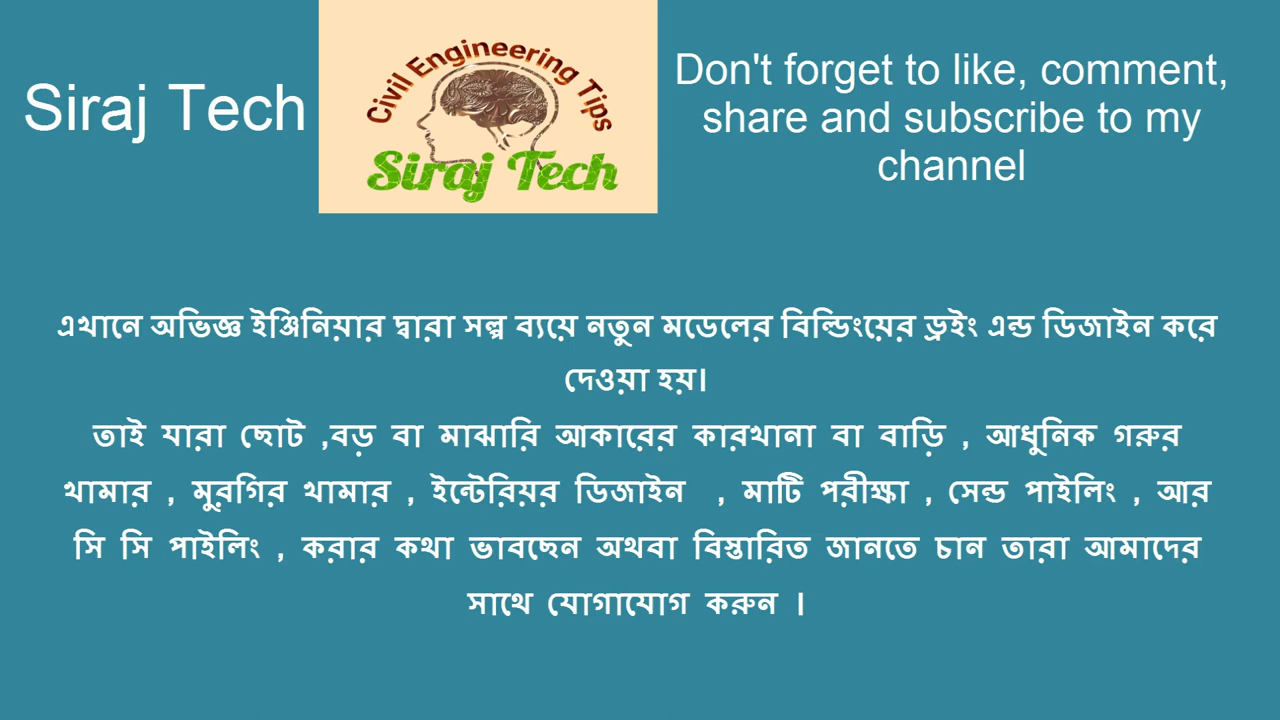 Siraj Tech
Civil Engineering Tips
Siraj Tech
Don't forget to like, comment,
share and subscribe to my
channel
এখানে অভিজ্ঞ ইঞ্জিনিয়ার দ্বারা সল্প ব্যয়ে নতুন মডেলের বিল্ডিংয়ের ড্রইং এন্ড ডিজাইন করে
দেওয়া হয়।
তাই যারা ছোট ,বড় বা মাঝারি আকারের কারখানা বা বাড়ি , আধুনিক গরুর
খামার , মুরগির খামার , ইন্টেরিয়র ডিজাইন , মাটি পরীক্ষা , সেন্ড পাইলিং , আর
সি সি পাইলিং , করার কথা ভাবছেন অথবা বিস্তারিত জানতে চান তারা আমাদের
সাথে যোগাযোগ করুন ।